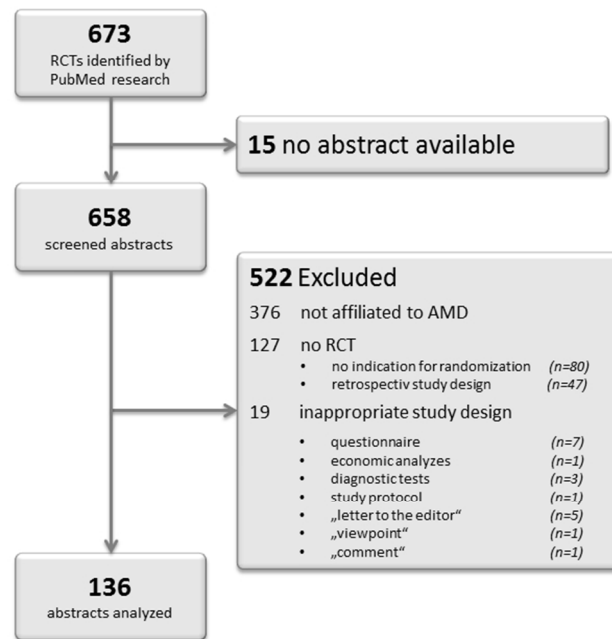 673
RCTs identified by
PubMed research
15 no abstract available
658
screened abstracts
522 Excluded
376 not affiliated to AMD
127 no RCT
• no indication for randomization (n=80)
• retrospectiv study design (n=47)
19 inappropriate study design
• questionnaire (n=7)
• economic analyzes (n=1)
• diagnostic tests (n=3)
• study protocol (n=1)
• „letter to the editor“ (n=5)
• „viewpoint“ (n=1)
• „comment“ (n=1)
136
abstracts analyzed